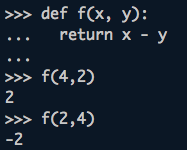 >>> def f(x, y):
...   return x - y
...
>>> f(4,2)
2
>>> f(2,4)
-2